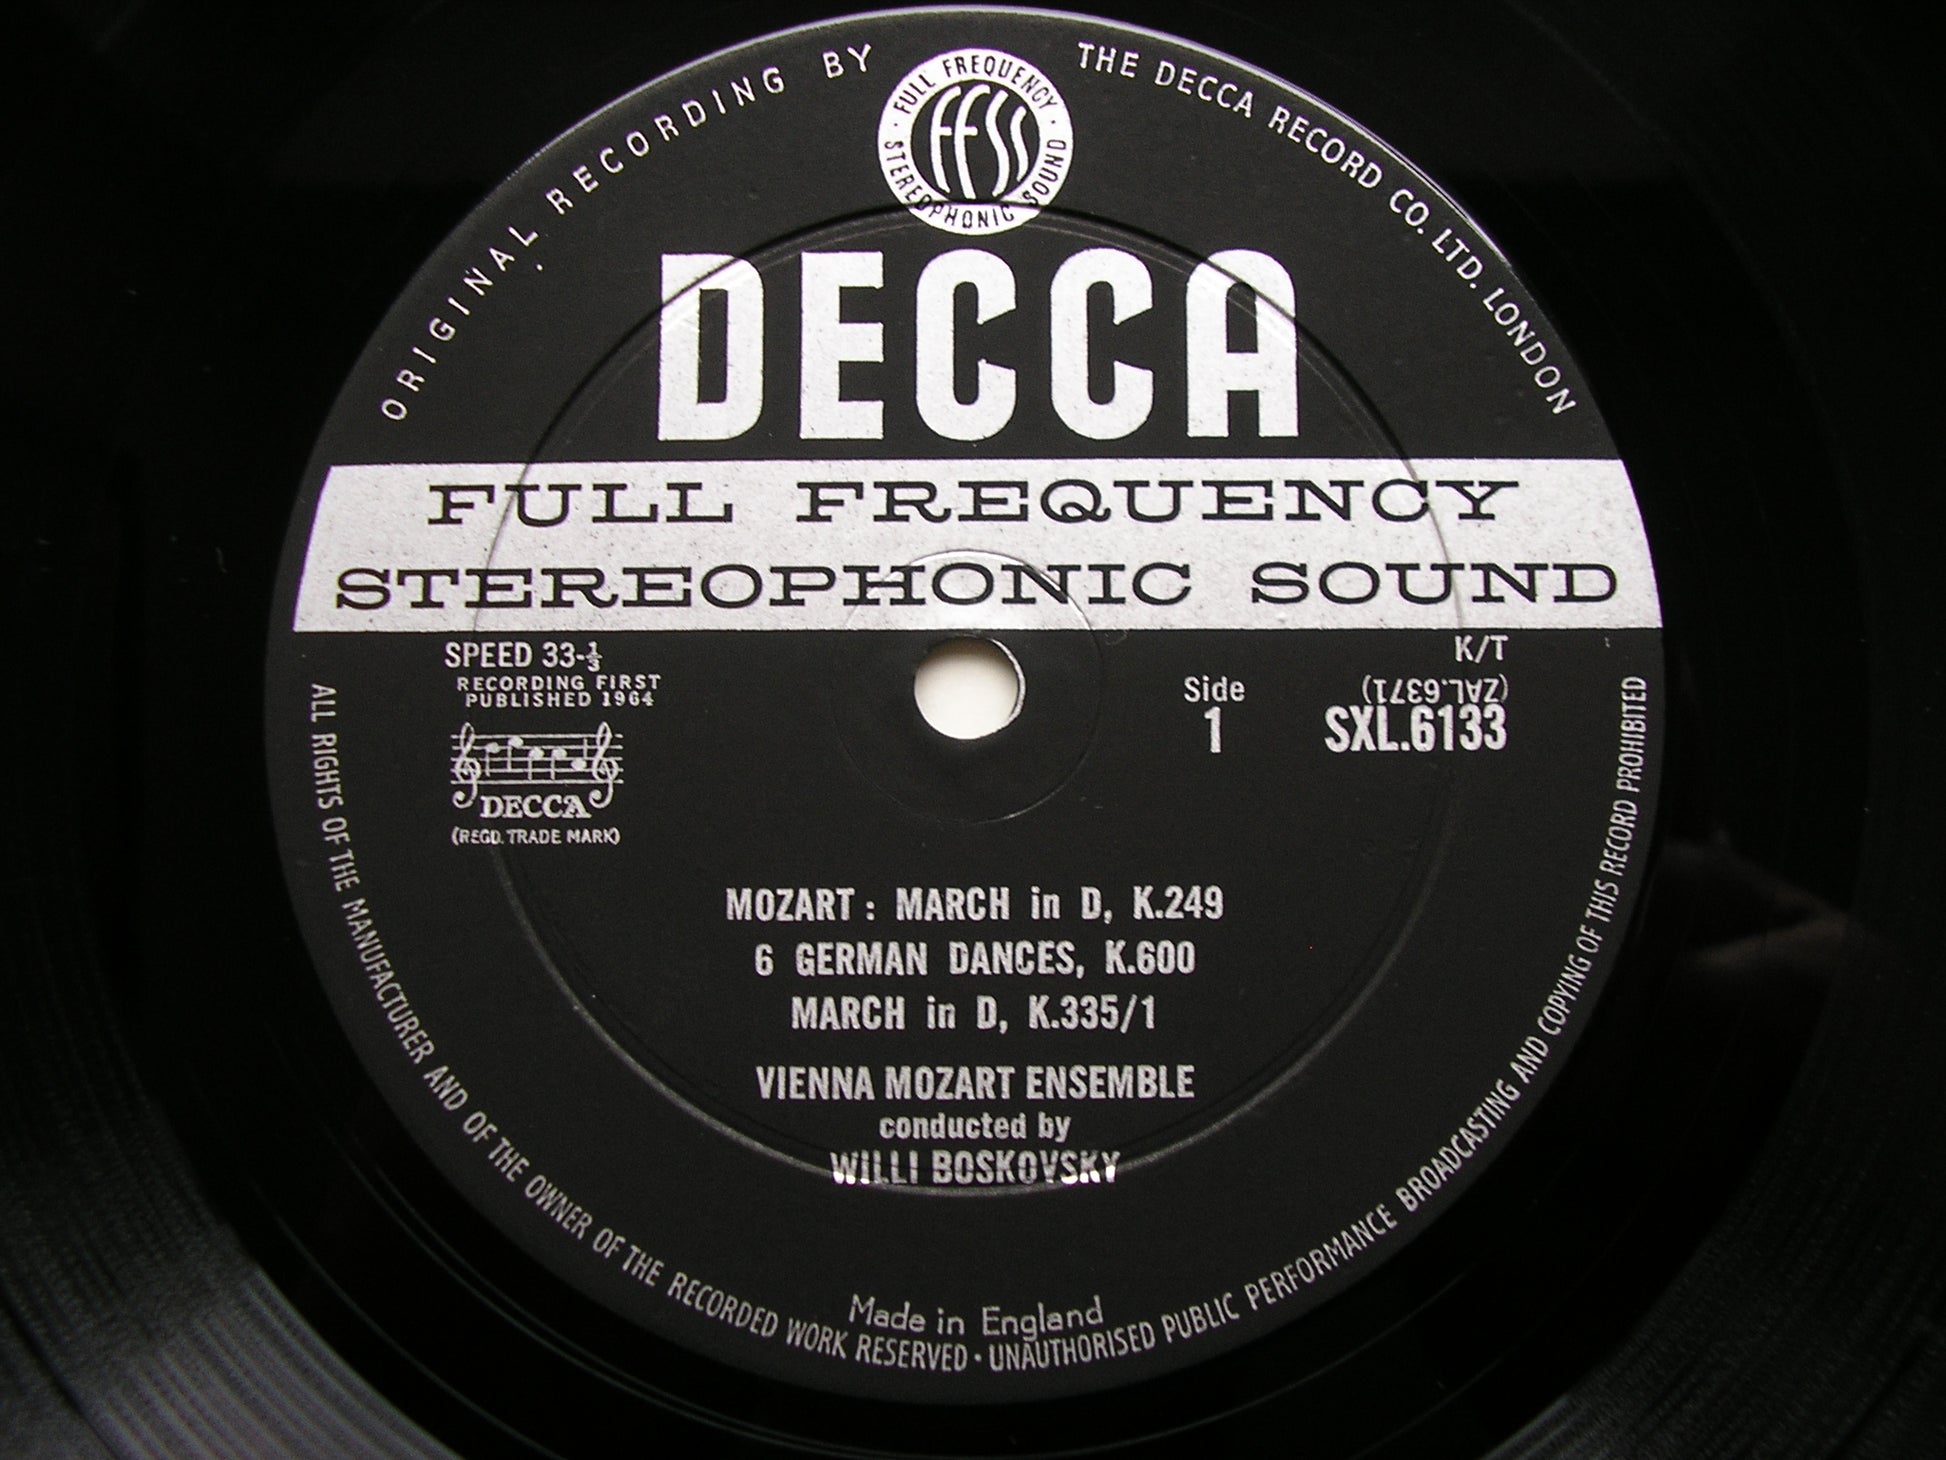 ORIGINAL RECORDING BY THE DECCA RECORD CO. LTD. LONDON
· FULL FREQUENCY · STEREOPHONIC SOUND
FFSS
DECCA
FULL FREQUENCY
STEREOPHONIC SOUND
SPEED 33-⅓
RECORDING FIRST
PUBLISHED 1964
DECCA
(REGD. TRADE MARK)
K/T
(ZAL.6371)
Side
1
SXL.6133
MOZART: MARCH in D, K.249
6 GERMAN DANCES, K.600
MARCH in D, K.335/1
VIENNA MOZART ENSEMBLE
conducted by
WILLI BOSKOVSKY
Made in England
ALL RIGHTS OF THE MANUFACTURER AND OF THE OWNER OF THE RECORDED WORK RESERVED · UNAUTHORISED PUBLIC PERFORMANCE BROADCASTING AND COPYING OF THIS RECORD PROHIBITED